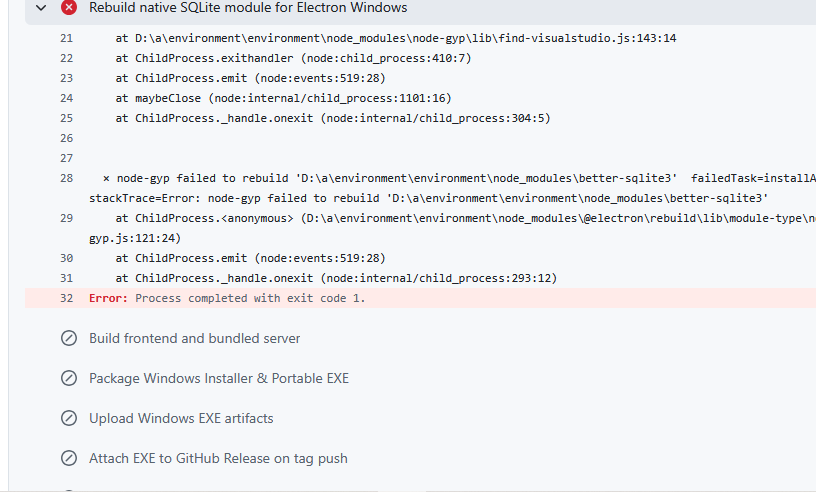 Rebuild native SQLite module for Electron Windows
21 at D:\a\environment\environment\node_modules\node-gyp\lib\find-visualstudio.js:143:14
22 at ChildProcess.exithandler (node:child_process:410:7)
23 at ChildProcess.emit (node:events:519:28)
24 at maybeClose (node:internal/child_process:1101:16)
25 at ChildProcess._handle.onexit (node:internal/child_process:304:5)
26
27
28 × node-gyp failed to rebuild 'D:\a\environment\environment\node_modules\better-sqlite3' failedTask=installA
stackTrace=Error: node-gyp failed to rebuild 'D:\a\environment\environment\node_modules\better-sqlite3'
29 at ChildProcess.<anonymous> (D:\a\environment\environment\node_modules\@electron\rebuild\lib\module-type\n
gyp.js:121:24)
30 at ChildProcess.emit (node:events:519:28)
31 at ChildProcess._handle.onexit (node:internal/child_process:293:12)
32 Error: Process completed with exit code 1.
Build frontend and bundled server
Package Windows Installer & Portable EXE
Upload Windows EXE artifacts
Attach EXE to GitHub Release on tag push